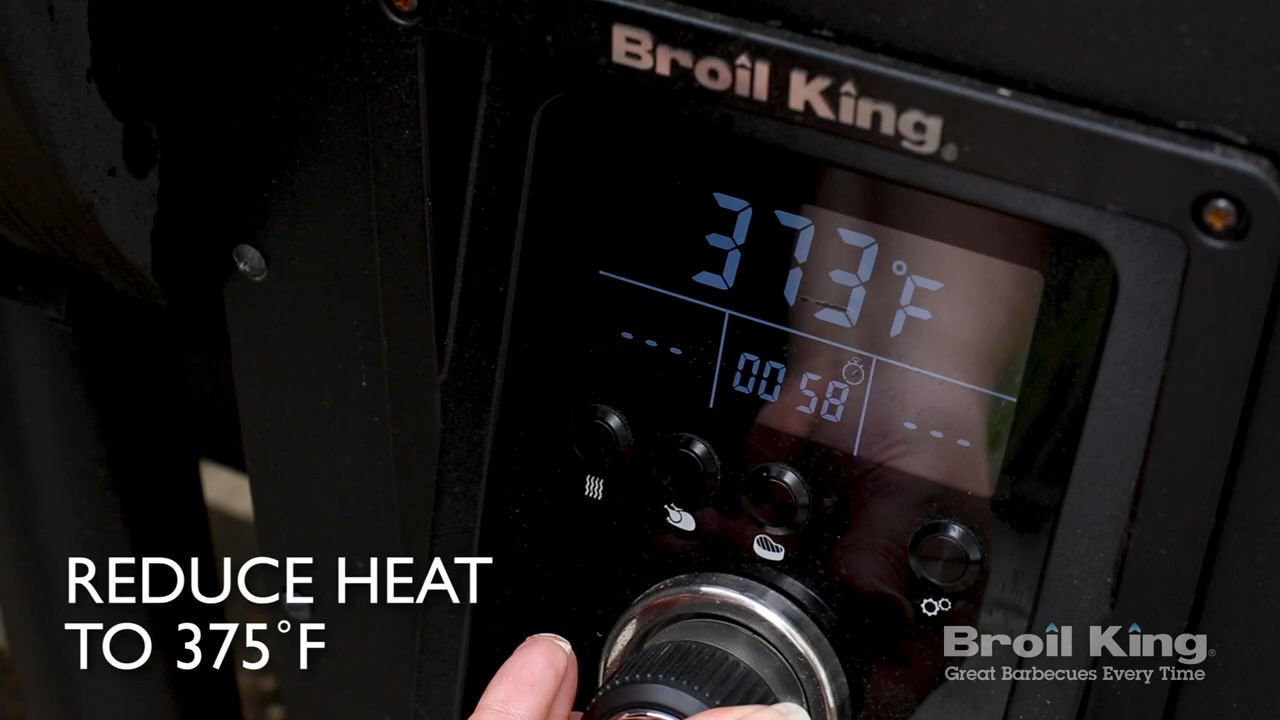 Broil King
373°F
--- 00 58 ---
REDUCE HEAT
TO 375°F
Broil King®
Great Barbecues Every Time